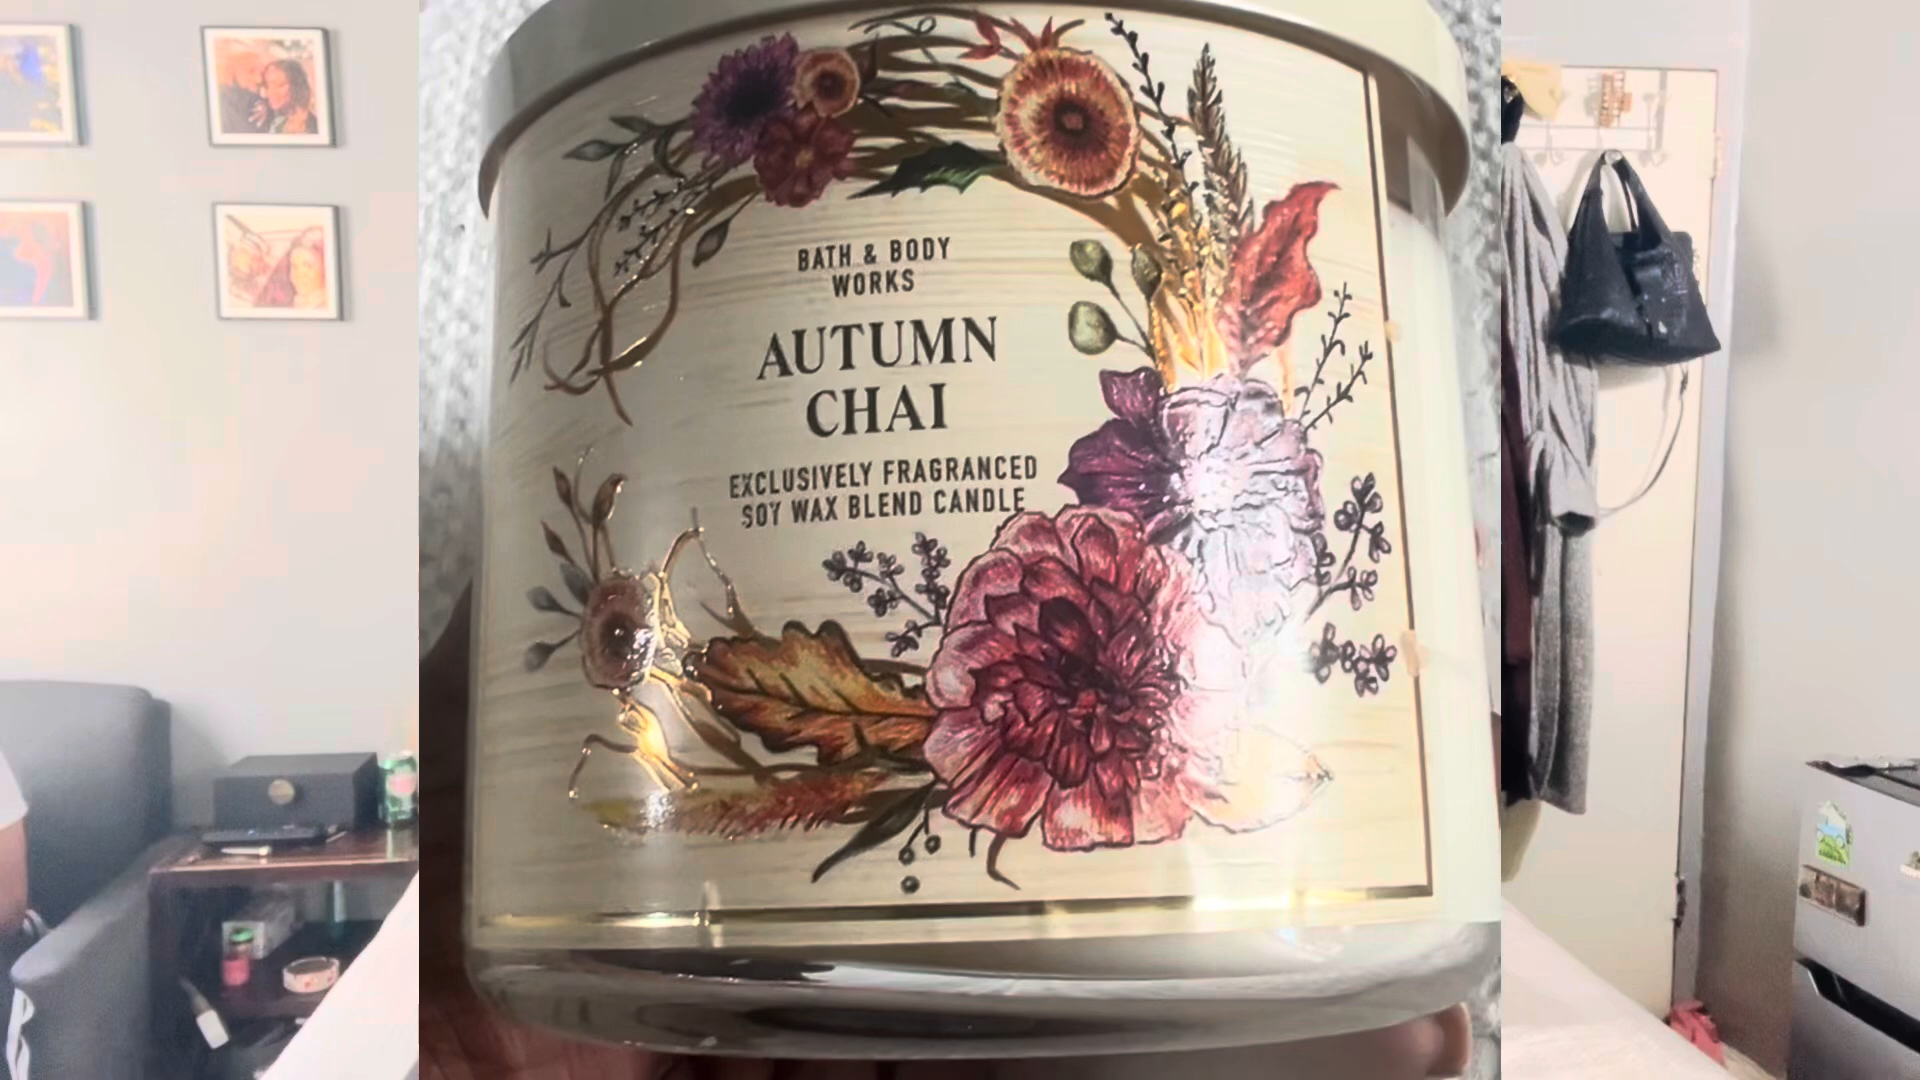 BATH & BODY
WORKS
AUTUMN
CHAI
EXCLUSIVELY FRAGRANCED
SOY WAX BLEND CANDLE